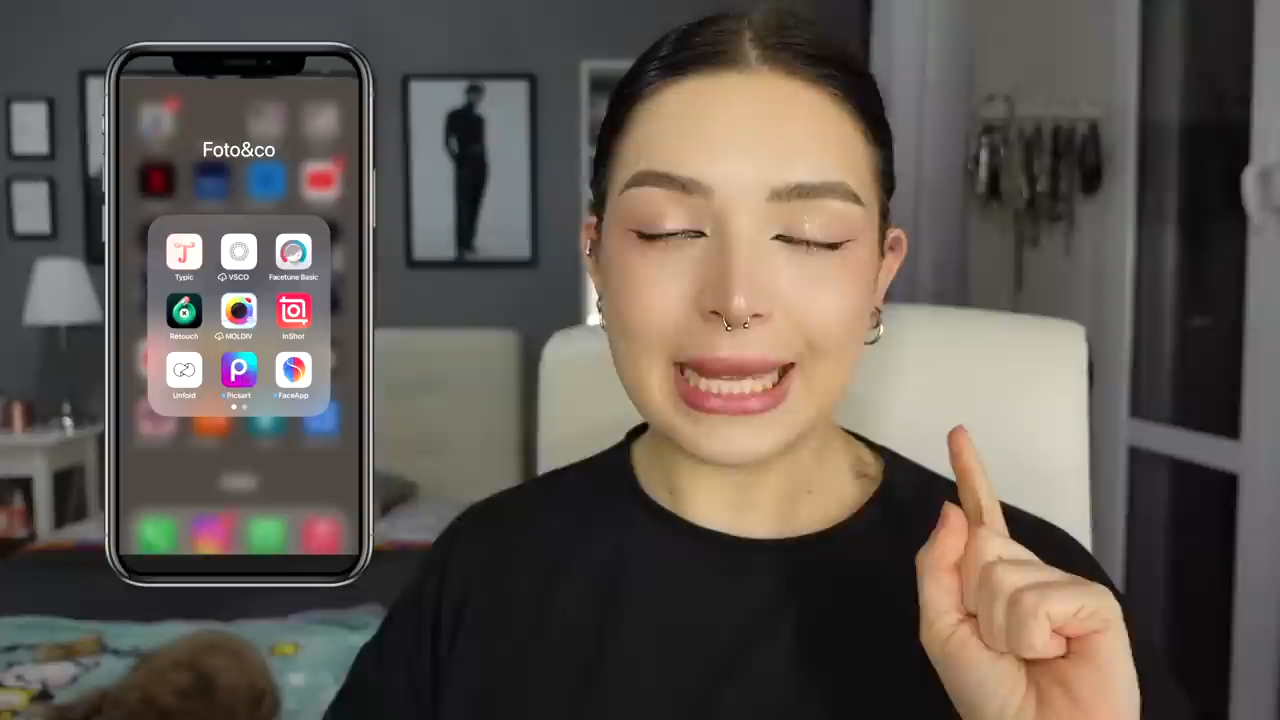 Foto&co
Typic
VSCO
Facetune Basic
Retouch
MOLDIV
InShot
Unfold
Picsart
FaceApp